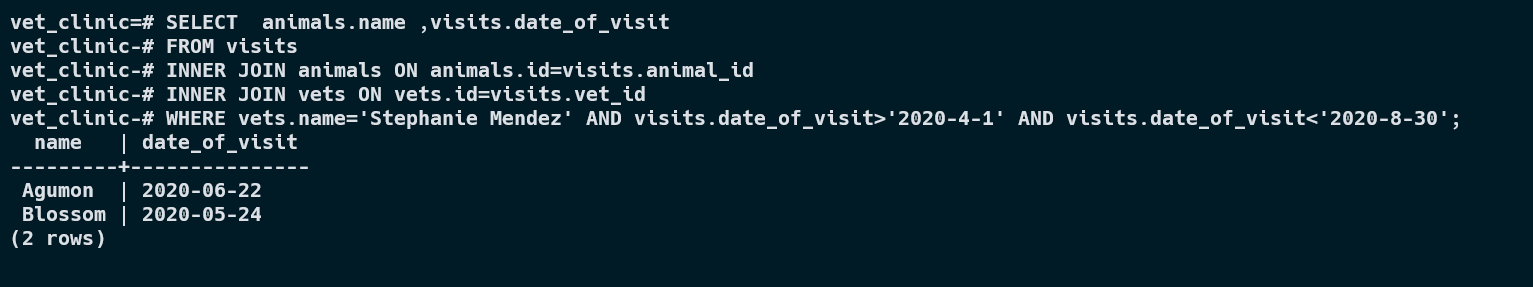 vet_clinic=# SELECT  animals.name ,visits.date_of_visit
vet_clinic-# FROM visits
vet_clinic-# INNER JOIN animals ON animals.id=visits.animal_id
vet_clinic-# INNER JOIN vets ON vets.id=visits.vet_id
vet_clinic-# WHERE vets.name='Stephanie Mendez' AND visits.date_of_visit>'2020-4-1' AND visits.date_of_visit<'2020-8-30';
  name   | date_of_visit
---------+---------------
 Agumon  | 2020-06-22
 Blossom | 2020-05-24
(2 rows)